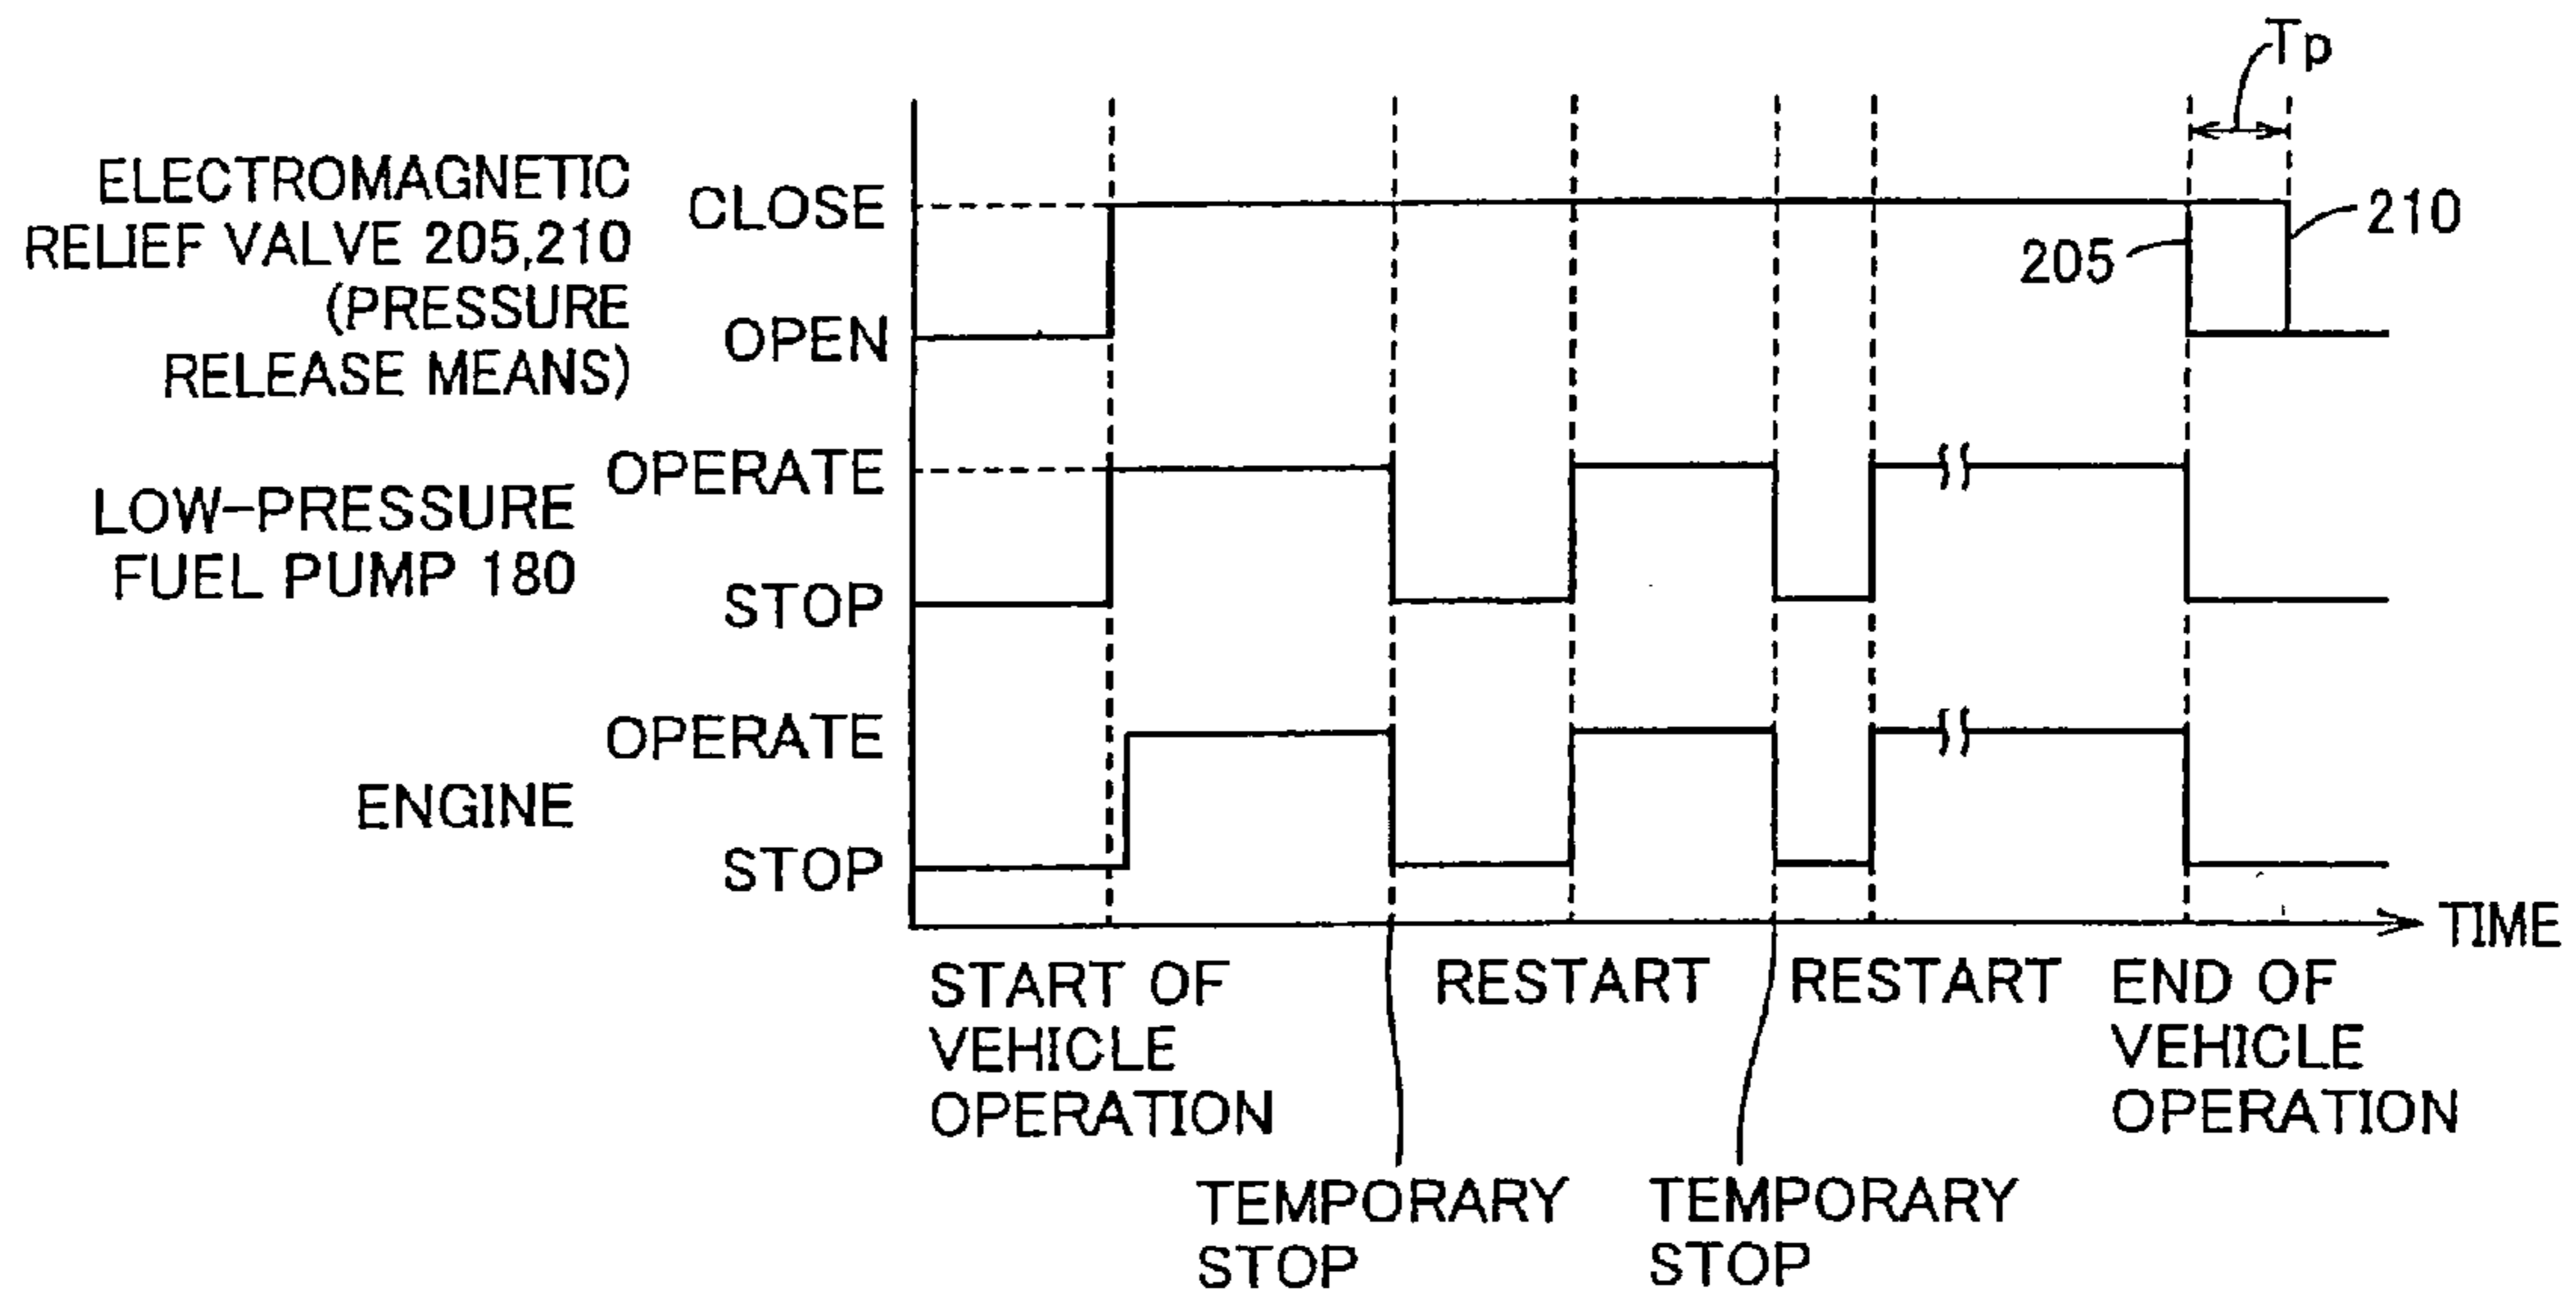 Tp
ELECTROMAGNETIC
RELIEF VALVE 205,210
(PRESSURE
RELEASE MEANS)
CLOSE
OPEN
205
210
LOW-PRESSURE
FUEL PUMP 180
OPERATE
STOP
ENGINE
OPERATE
STOP
TIME
START OF
VEHICLE
OPERATION
TEMPORARY
STOP
RESTART
TEMPORARY
STOP
RESTART
END OF
VEHICLE
OPERATION